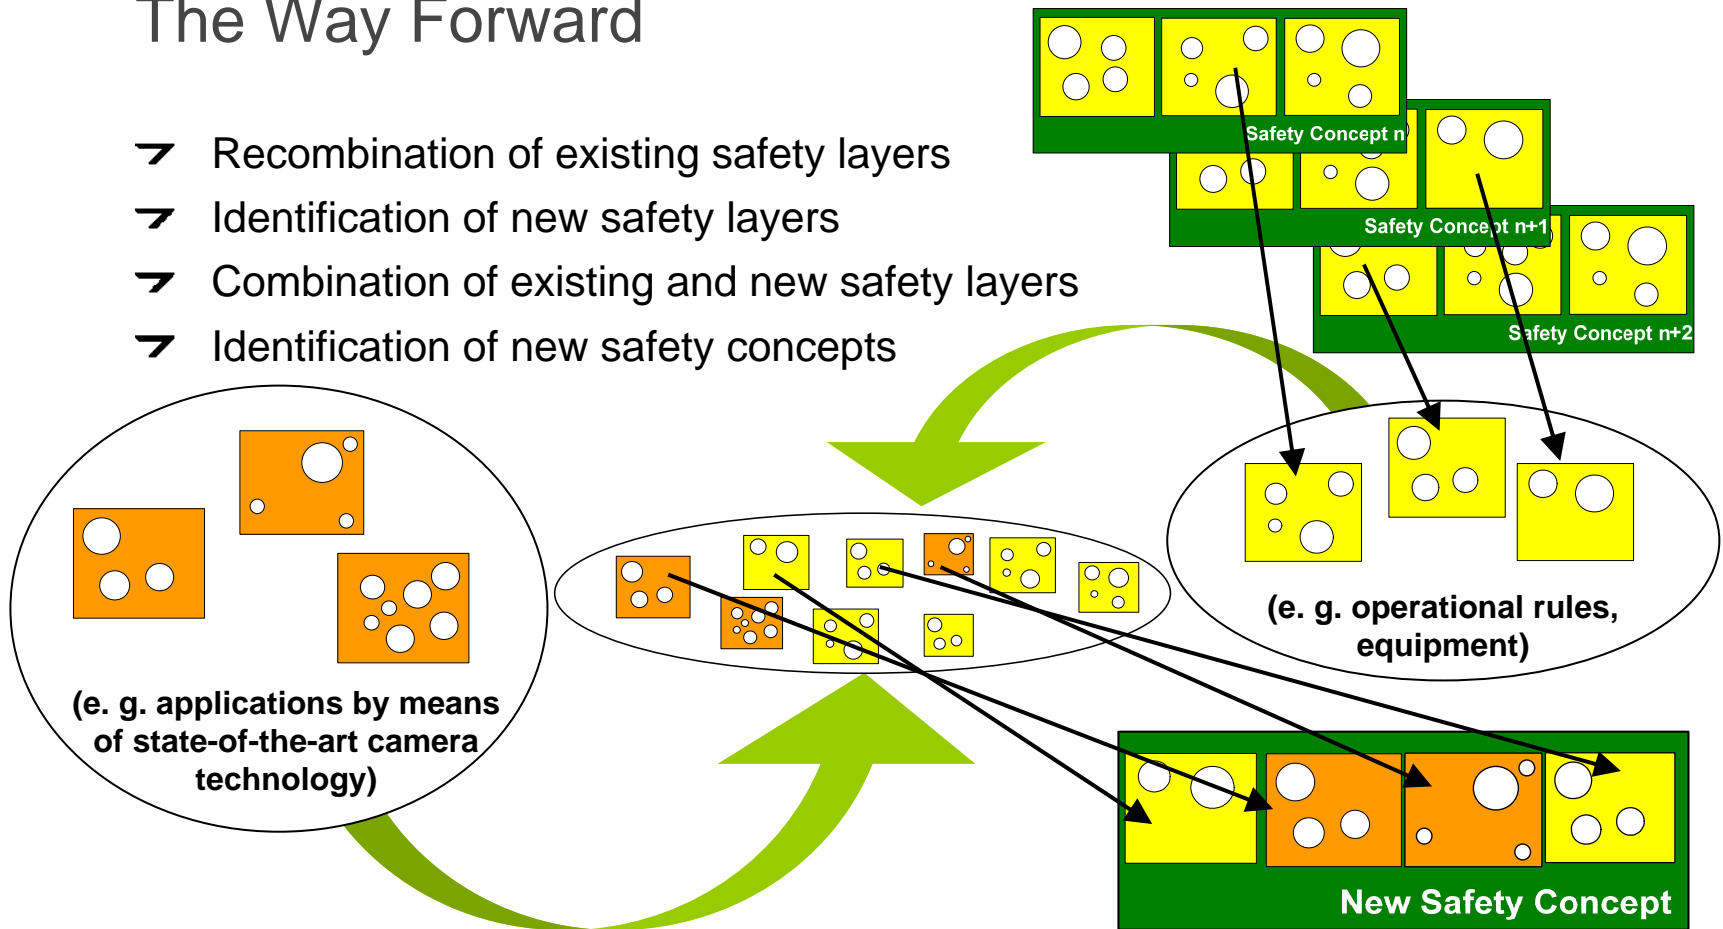 The Way Forward
Recombination of existing safety layers
Identification of new safety layers
Combination of existing and new safety layers
Identification of new safety concepts
Safety Concept n
Safety Concept n+1
Safety Concept n+2
(e. g. operational rules,
equipment)
(e. g. applications by means
of state-of-the-art camera
technology)
New Safety Concept